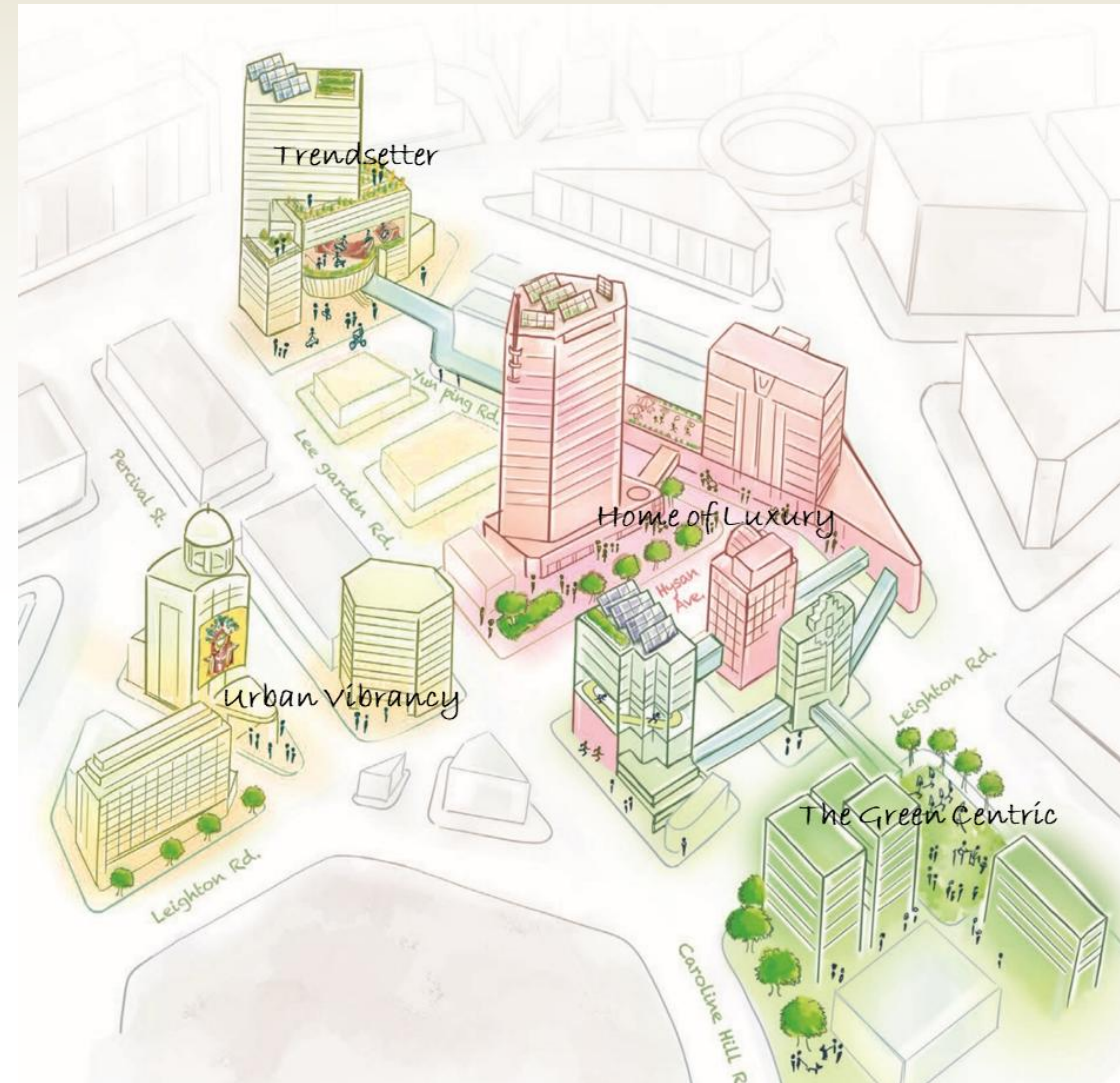 Trendsetter
Yun ping Rd.
Lee garden Rd.
Percival St.
Home of Luxury
Hysan
Ave.
Urban Vibrancy
Leighton Rd.
The Green Centric
Leighton Rd.
Caroline Hill R